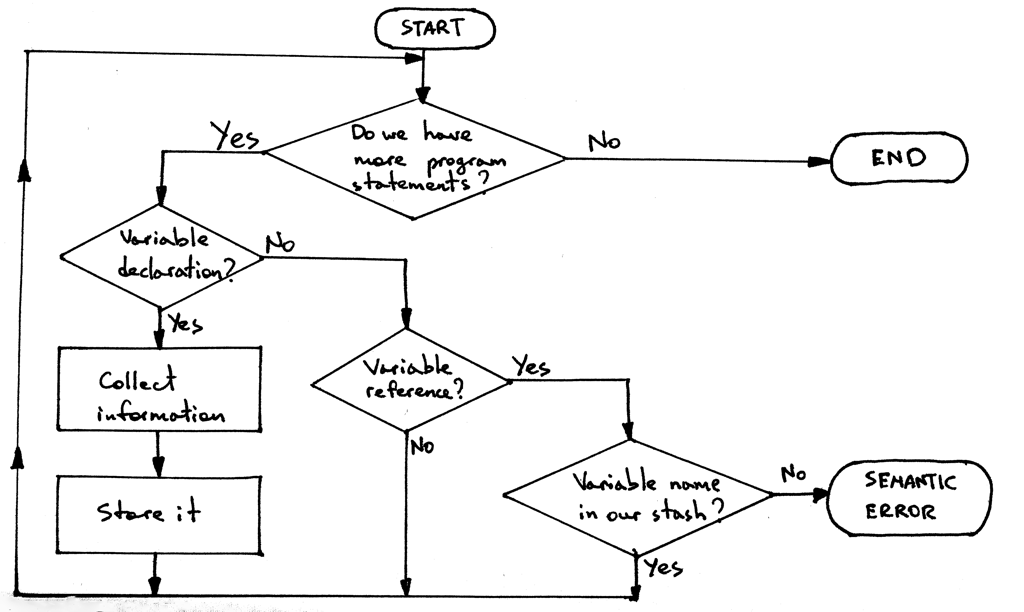 START
Do we have
more program
statements?
Yes
No
END
Variable
declaration?
No
Yes
Collect
information
Store it
Variable
reference?
Yes
No
Variable name
in our stash?
No
SEMANTIC
ERROR
Yes